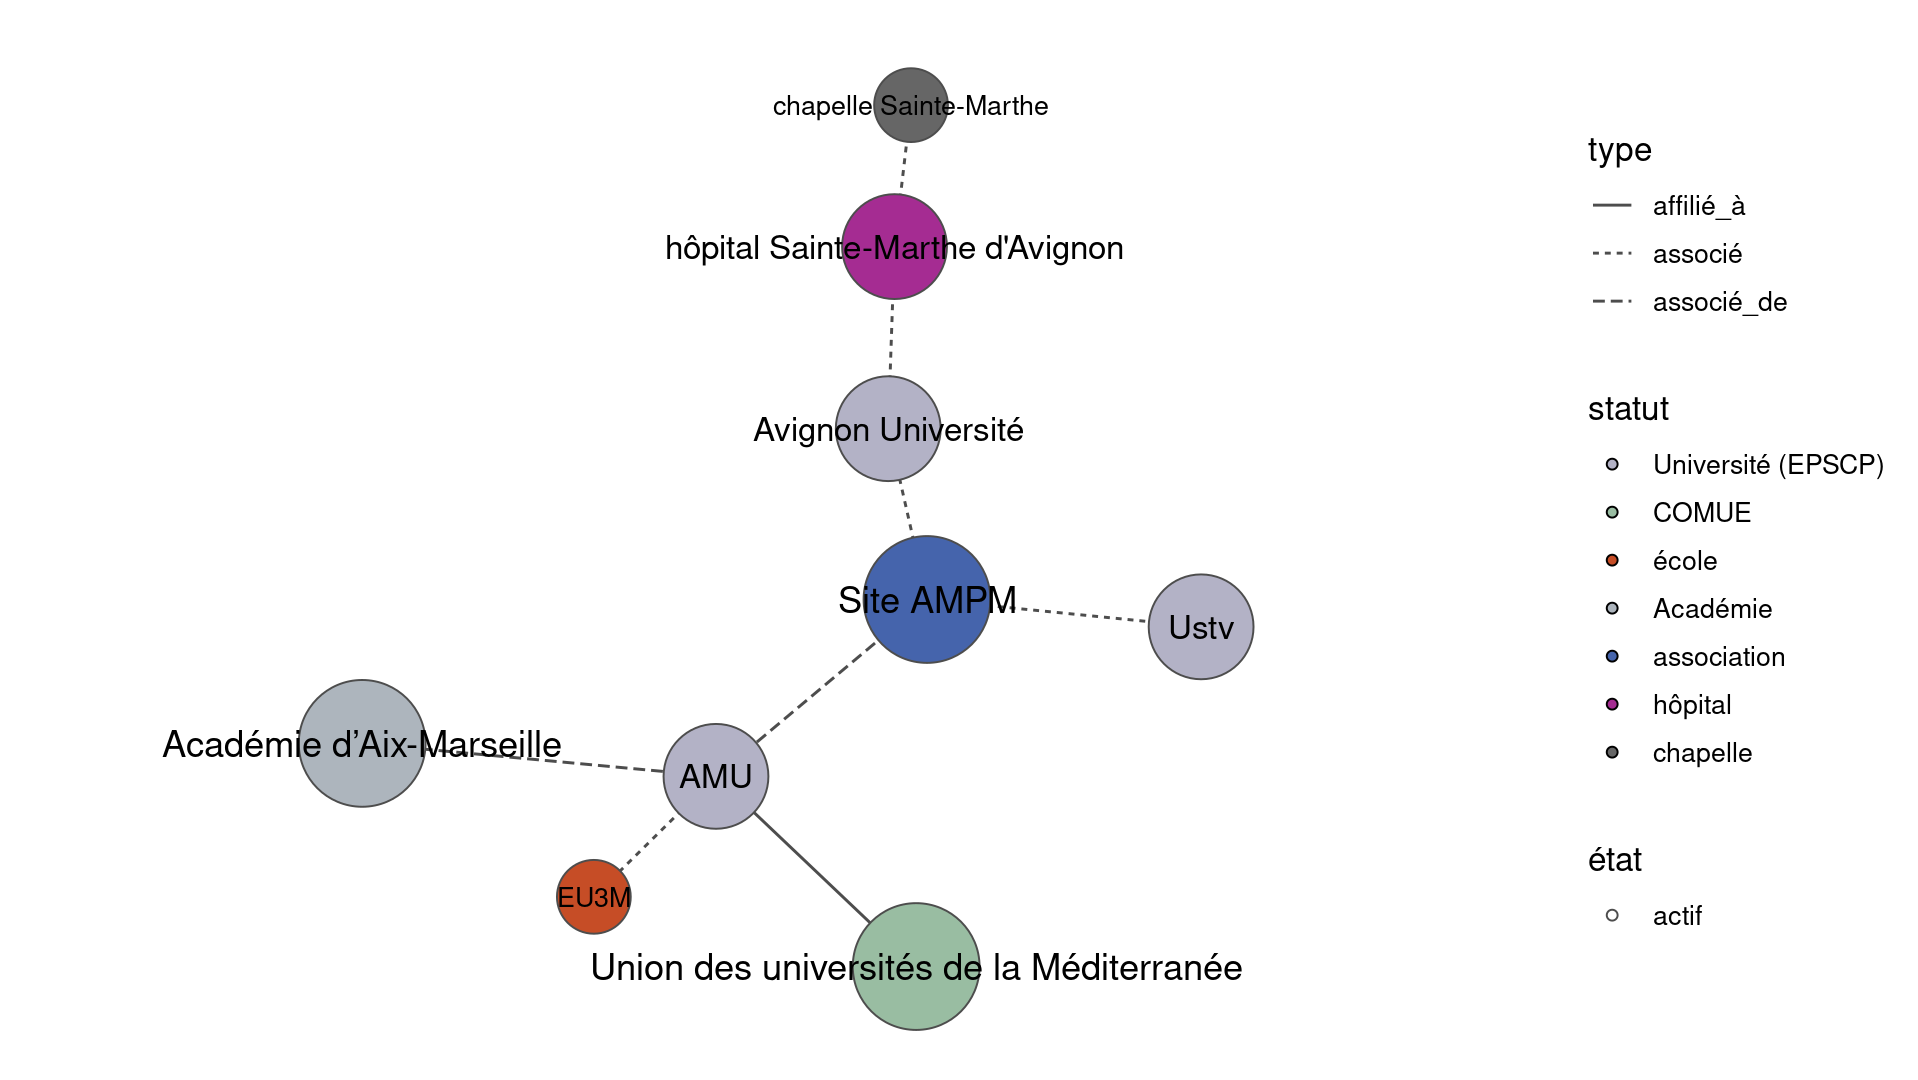 chapelle Sainte-Marthe
hôpital Sainte-Marthe d'Avignon
Avignon Université
Site AMPM
Ustv
Académie d’Aix-Marseille
AMU
EU3M
Union des universités de la Méditerranée
type
affilié_à
associé
associé_de
statut
Université (EPSCP)
COMUE
école
Académie
association
hôpital
chapelle
état
actif